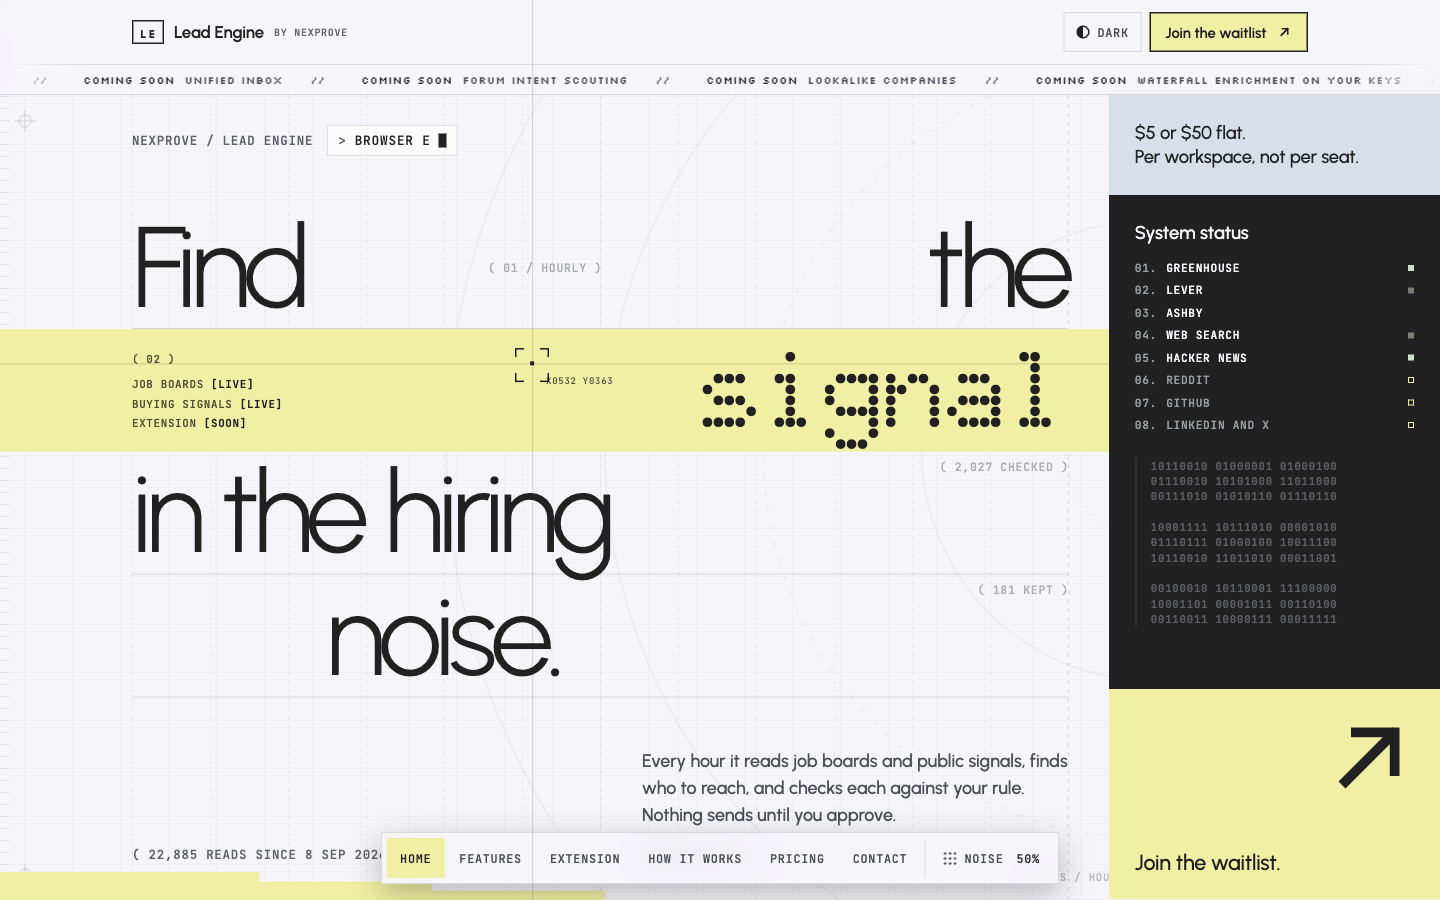 LE Lead Engine BY NEXPROVE
DARK
Join the waitlist
COMING SOON UNIFIED INBOX // COMING SOON FORUM INTENT SCOUTING // COMING SOON LOOKALIKE COMPANIES // COMING SOON WATERFALL ENRICHMENT ON YOUR KEYS
NEXPROVE / LEAD ENGINE
> BROWSER E
Find
( 01 / HOURLY )
the
( 02 )
JOB BOARDS [LIVE]
BUYING SIGNALS [LIVE]
EXTENSION [SOON]
X0532 Y0363
signal
( 2,027 CHECKED )
in the hiring
( 181 KEPT )
noise.
Every hour it reads job boards and public signals, finds
who to reach, and checks each against your rule.
Nothing sends until you approve.
( 22,885 READS SINCE 8 SEP 2026
S / HOU
HOME
FEATURES
EXTENSION
HOW IT WORKS
PRICING
CONTACT
NOISE 50%
$5 or $50 flat.
Per workspace, not per seat.
System status
01. GREENHOUSE
02. LEVER
03. ASHBY
04. WEB SEARCH
05. HACKER NEWS
06. REDDIT
07. GITHUB
08. LINKEDIN AND X
10110010 01000001 01000100
01110010 10101000 11011000
00111010 01010110 01110110
10001111 10111010 00001010
01110111 01000100 10011100
10110010 11011010 00011001
00100010 10110001 11100000
10001101 00001011 00110100
00110011 10000111 00011111
Join the waitlist.